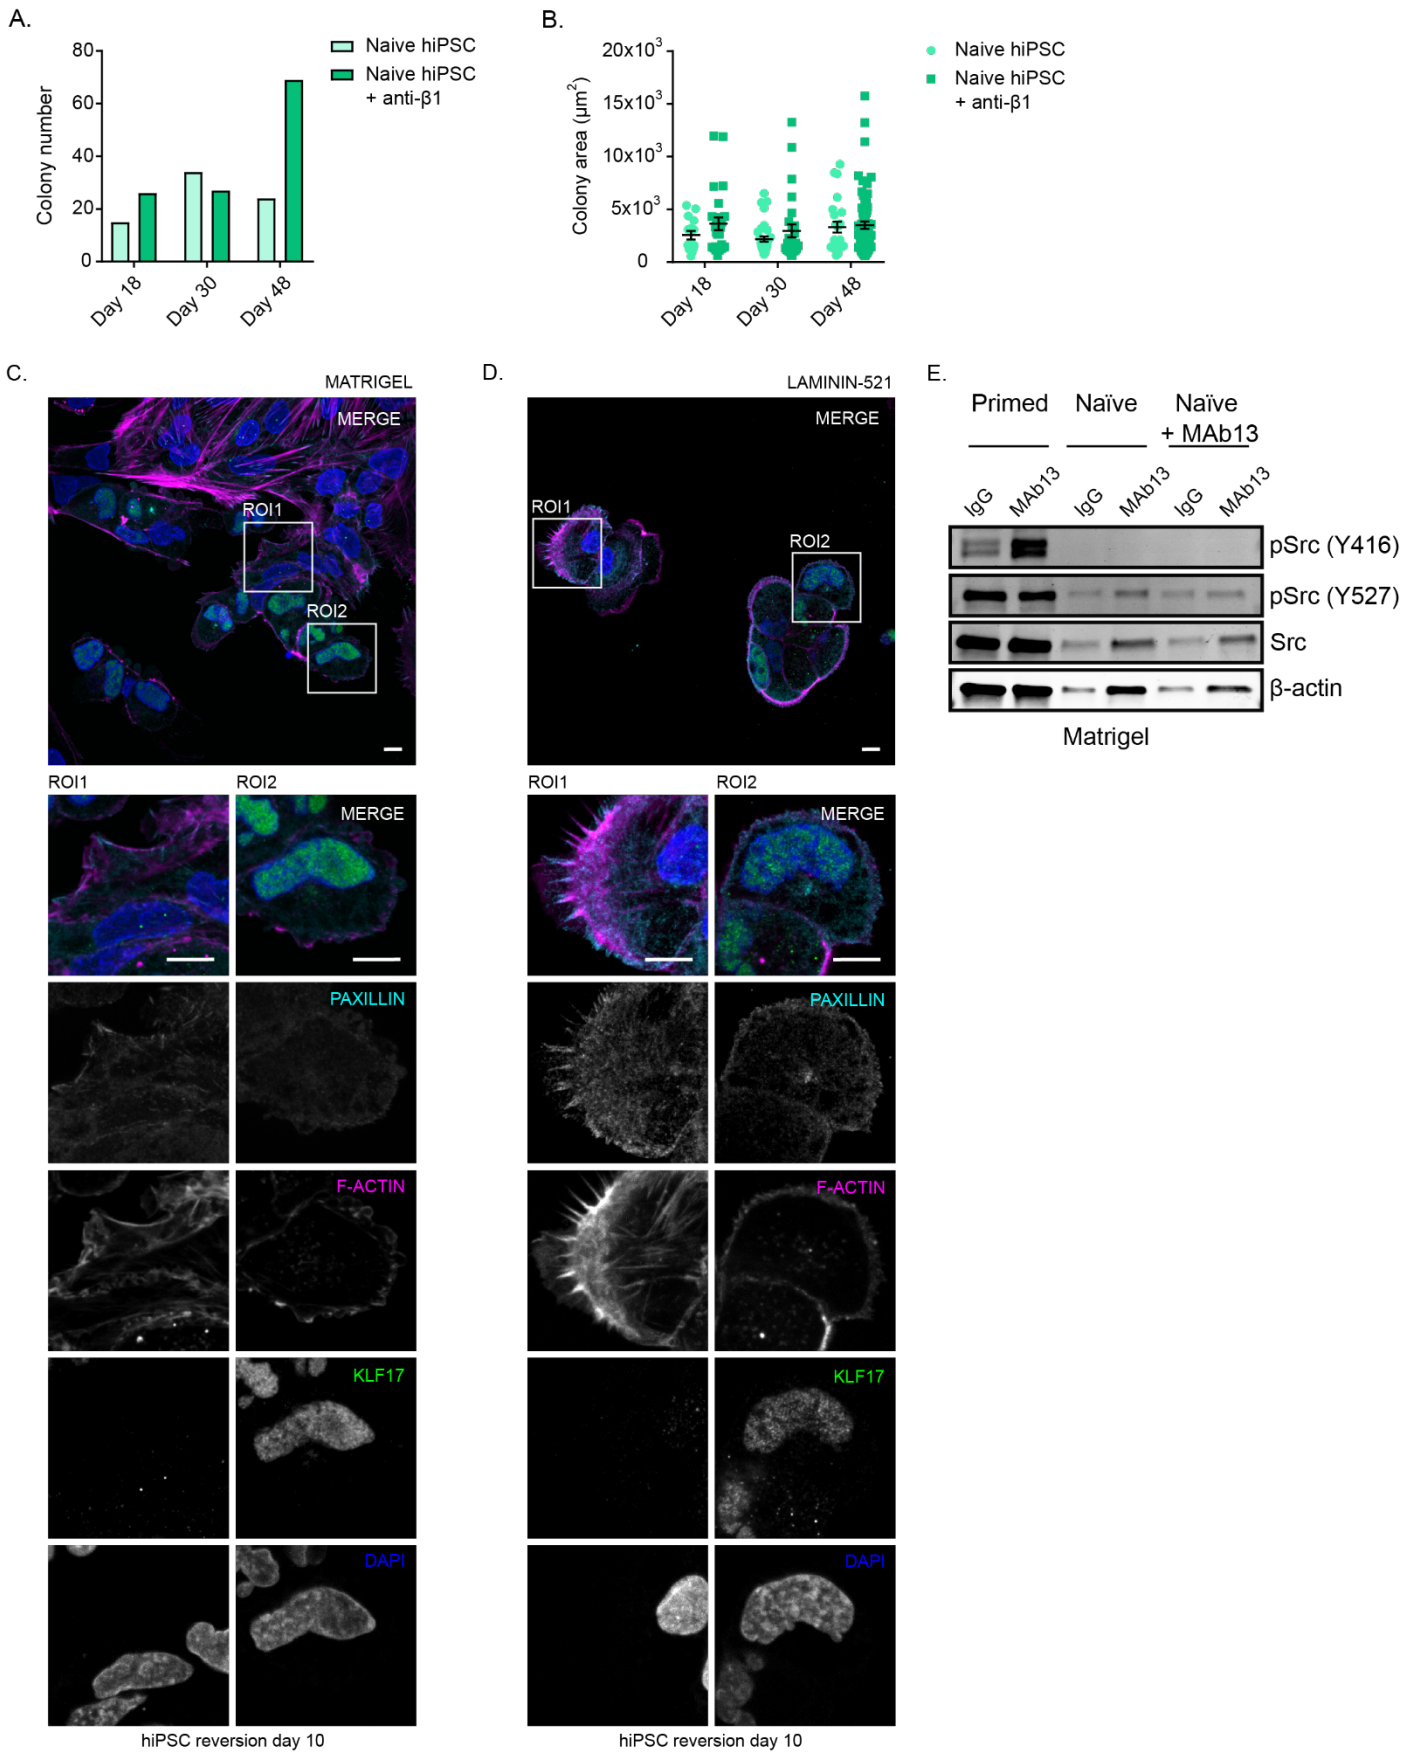 A.
80
60
40
20
0
Colony number
Day 18
Day 30
Day 48
Naive hiPSC
Naive hiPSC
+ anti-β1
B.
20x10³
15x10³
10x10³
5x10³
0
Colony area (µm²)
Day 18
Day 30
Day 48
Naive hiPSC
Naive hiPSC
+ anti-β1
C.
MATRIGEL
MERGE
ROI1
ROI2
ROI1
ROI2
MERGE
PAXILLIN
F-ACTIN
KLF17
DAPI
hiPSC reversion day 10
D.
LAMININ-521
MERGE
ROI1
ROI2
ROI1
ROI2
MERGE
PAXILLIN
F-ACTIN
KLF17
DAPI
hiPSC reversion day 10
E.
Primed
Naïve
Naïve
+ MAb13
IgG
MAb13
IgG
MAb13
IgG
MAb13
pSrc (Y416)
pSrc (Y527)
Src
β-actin
Matrigel